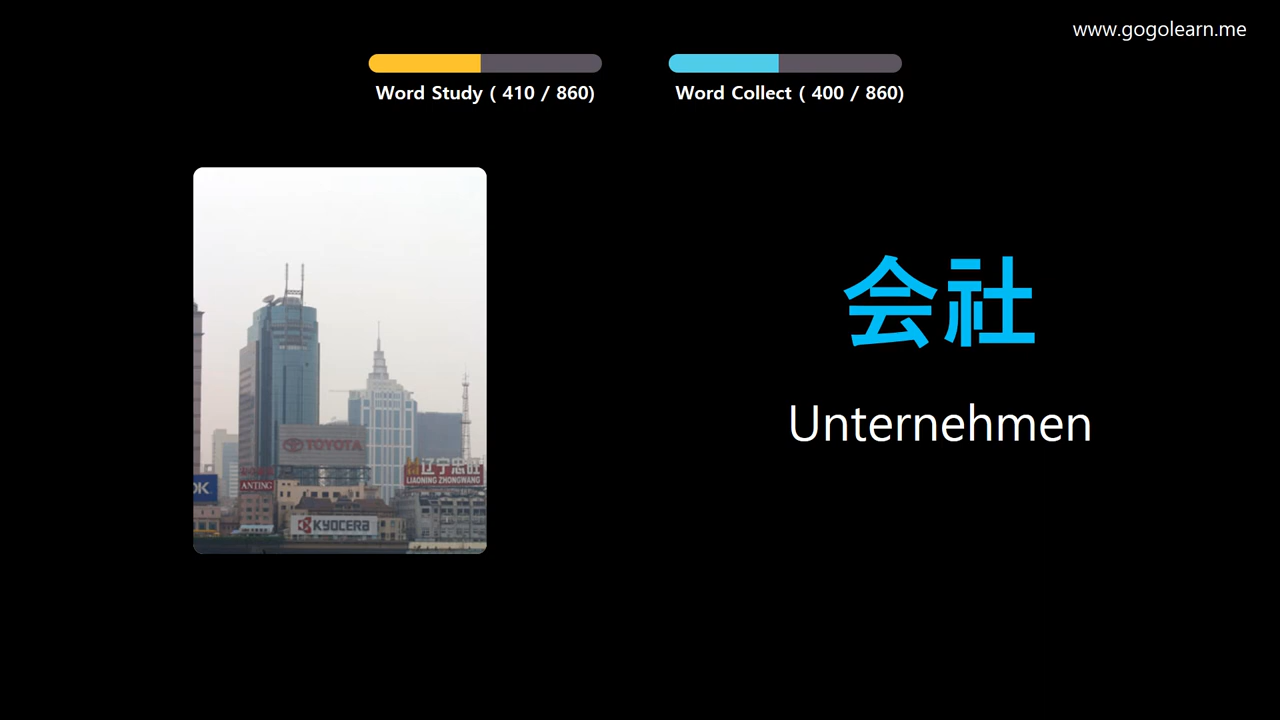 www.gogolearn.me
Word Study ( 410 / 860)
Word Collect ( 400 / 860)
会社
Unternehmen
TOYOTA
辽宁忠旺
LIAONING ZHONGWANG
ANTING
KYOCERA